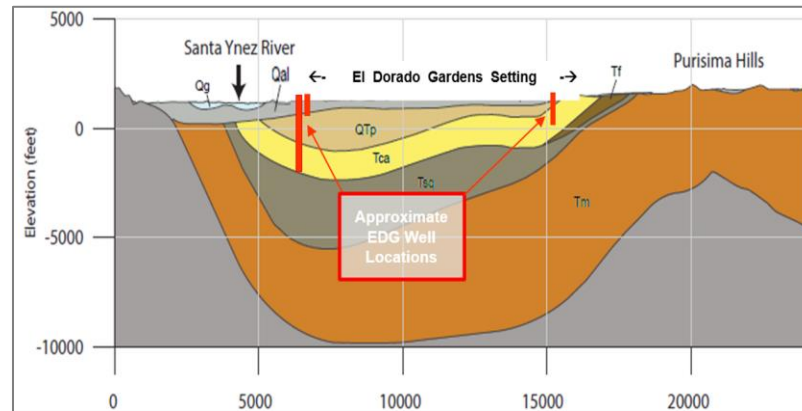 5000
0
-5000
-10000
Elevation (feet)
Santa Ynez River
Qg
Qal
<- El Dorado Gardens Setting ->
Tf
Purisima Hills
QTp
Tca
Tsq
Tm
Approximate
EDG Well
Locations
0
5000
10000
15000
20000